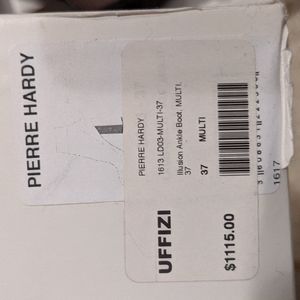 PIERRE HARDY
PIERRE HARDY
1613 LD03-MULTI-37
Illusion Ankle Boot, MULTI,
37
37 MULTI
UFFIZI
$1115.00
1617